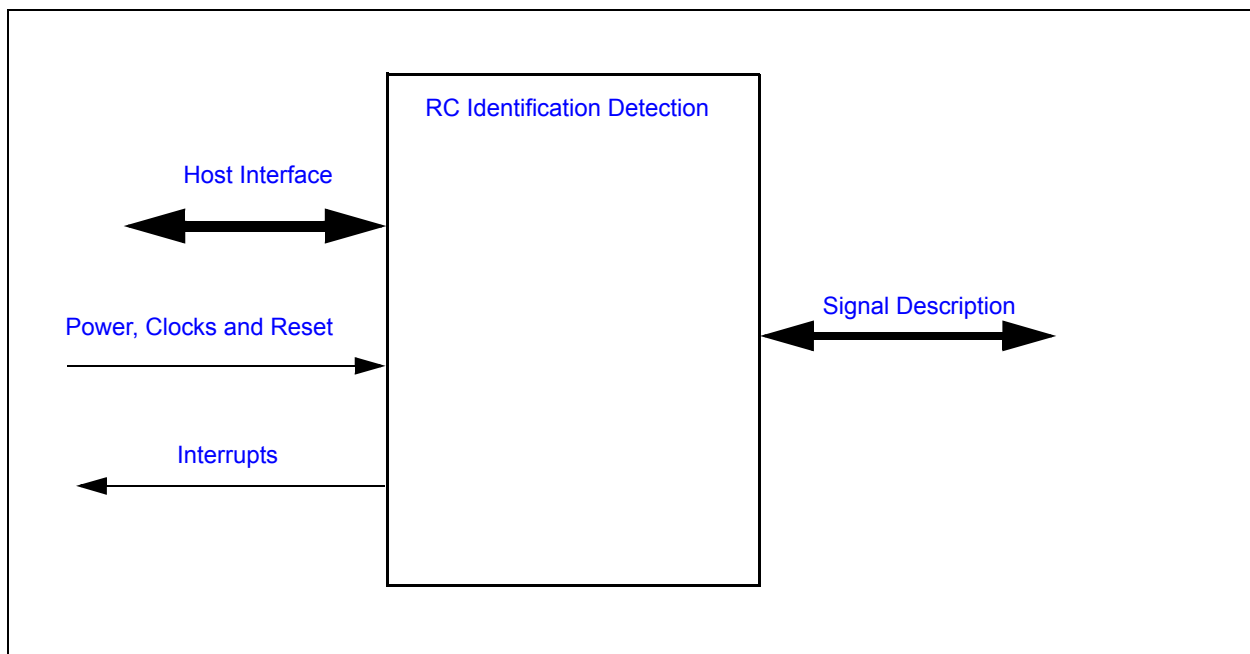 RC Identification Detection
Host Interface
Signal Description
Power, Clocks and Reset
Interrupts